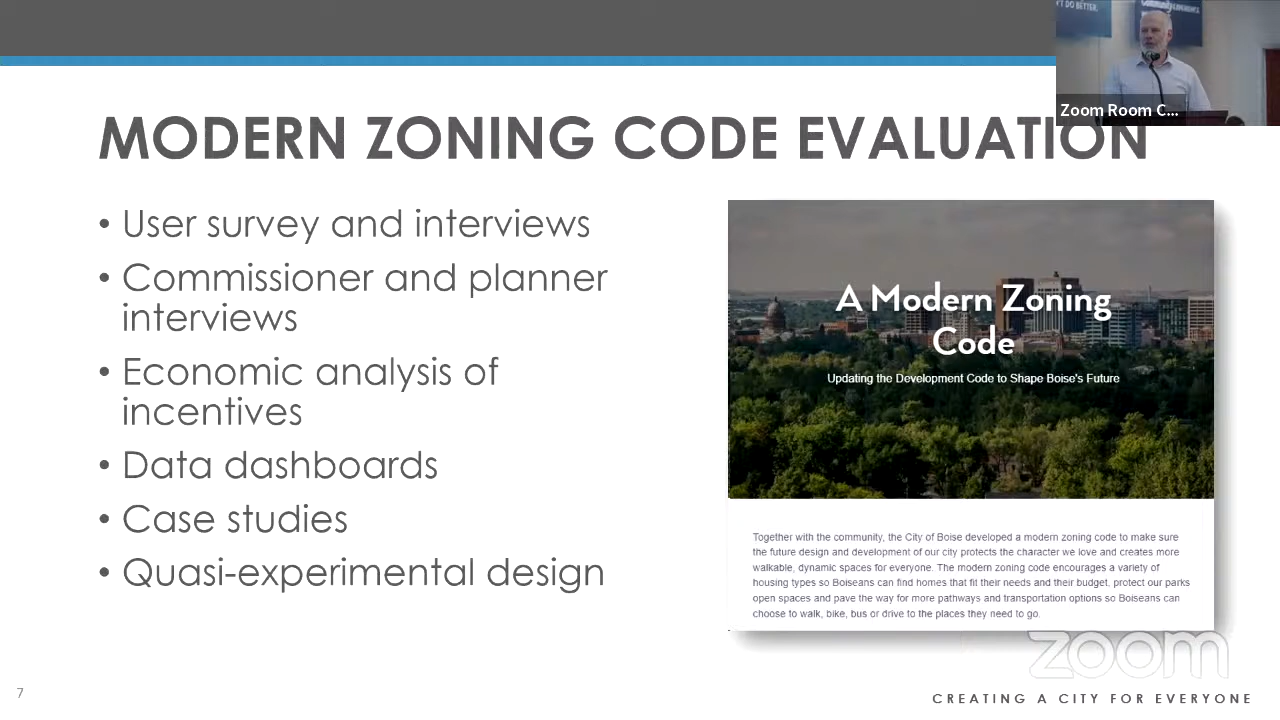 'T DO BETTER.
Zoom Room C...
MODERN ZONING CODE EVALUATION
• User survey and interviews
• Commissioner and planner
interviews
• Economic analysis of
incentives
• Data dashboards
• Case studies
• Quasi-experimental design
A Modern Zoning
Code
Updating the Development Code to Shape Boise's Future
Together with the community, the City of Boise developed a modern zoning code to make sure
the future design and development of our city protects the character we love and creates more
walkable, dynamic spaces for everyone. The modern zoning code encourages a variety of
housing types so Boiseans can find homes that fit their needs and their budget. protect our parks
open spaces and pave the way for more pathways and transportation options so Boiseans can
choose to walk, bike, bus or drive to the places they need to go.
zoom
7
CREATING A CITY FOR EVERYONE